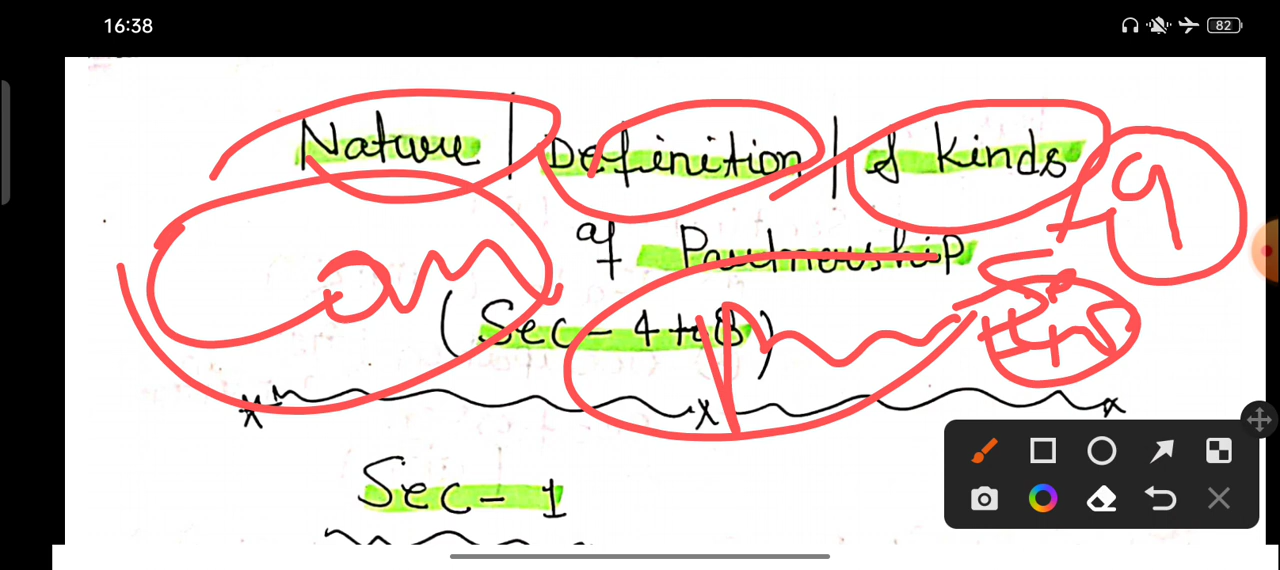 16:38
82
Nature | Definition | & Kinds
of Partnership
(Sec - 4 to 8)
Sec - 1